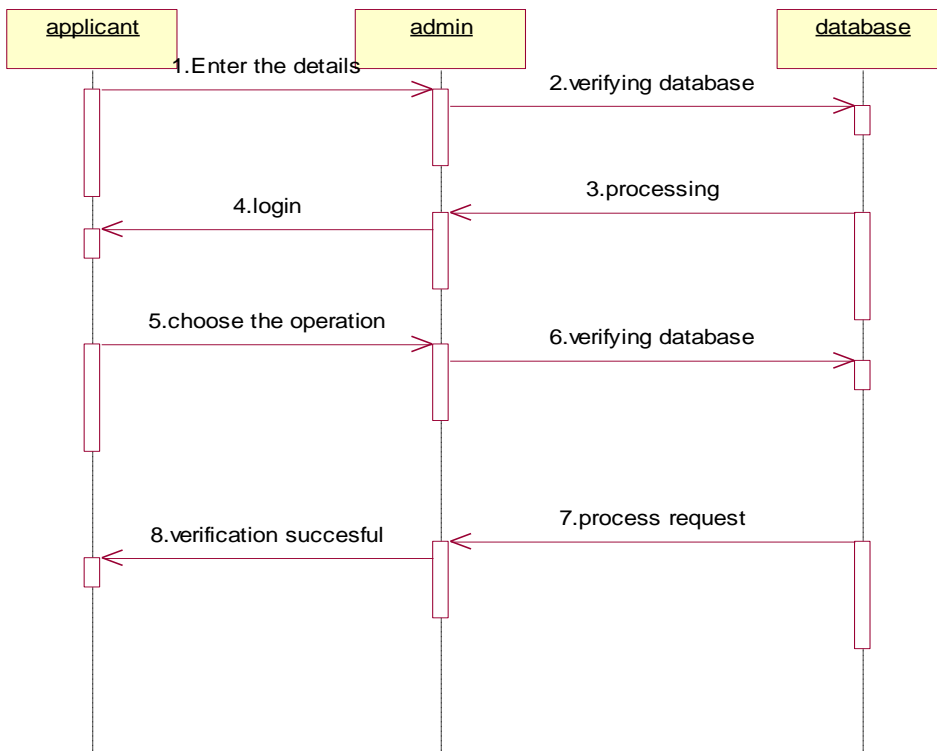 applicant
admin
database
1.Enter the details
2.verifying database
3.processing
4.login
5.choose the operation
6.verifying database
7.process request
8.verification succesful